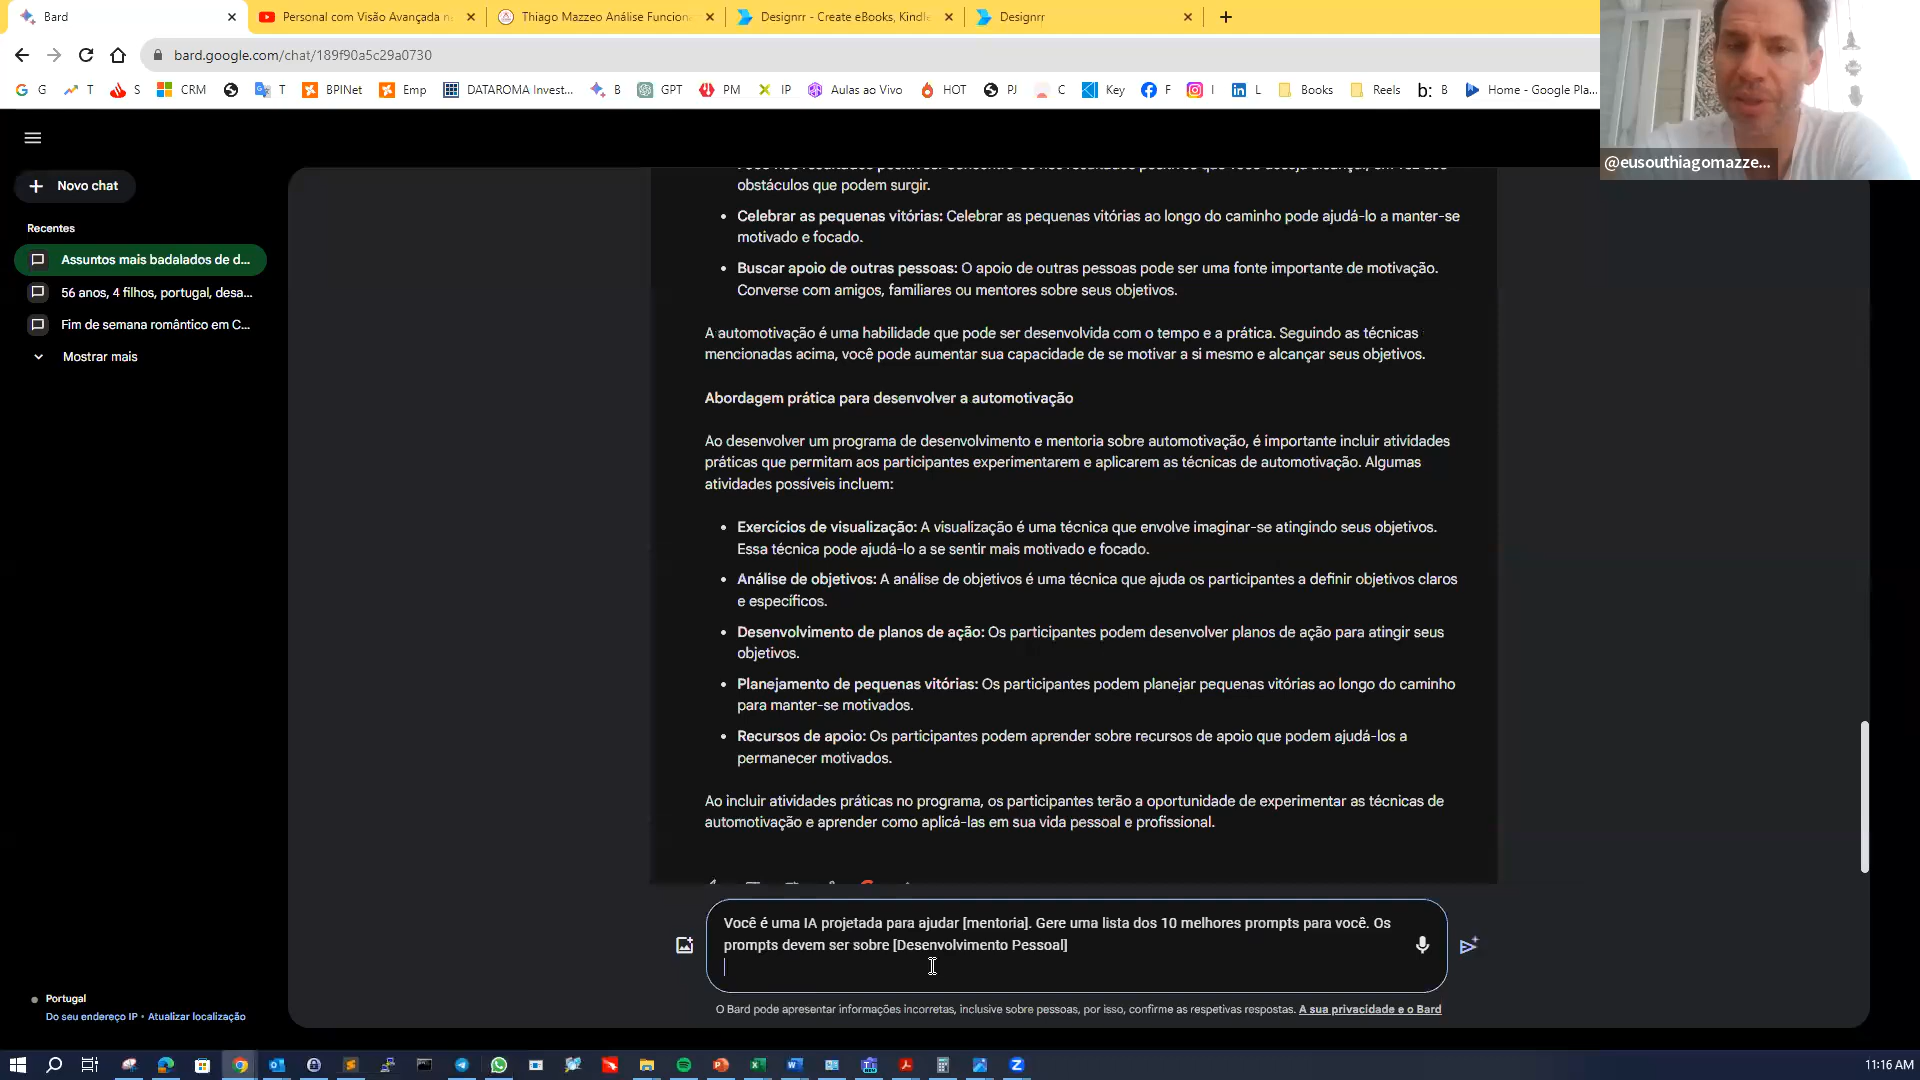 Bard
Personal com Visão Avançada n
Thiago Mazzeo Análise Funcion
Designrr - Create eBooks, Kindl
Designrr
bard.google.com/chat/189f90a5c29a0730
G
T
S
CRM
T
BPINet
Emp
DATAROMA Invest...
B
GPT
PM
IP
Aulas ao Vivo
HOT
PJ
C
Key
F
I
L
Books
Reels
b: B
Home - Google Pla...
@eusouthiagomazze...
Novo chat
Recentes
Assuntos mais badalados de d...
56 anos, 4 filhos, portugal, desa...
Fim de semana romântico em C...
Mostrar mais
obstáculos que podem surgir.
Celebrar as pequenas vitórias: Celebrar as pequenas vitórias ao longo do caminho pode ajudá-lo a manter-se
motivado e focado.
Buscar apoio de outras pessoas: O apoio de outras pessoas pode ser uma fonte importante de motivação.
Converse com amigos, familiares ou mentores sobre seus objetivos.
A automotivação é uma habilidade que pode ser desenvolvida com o tempo e a prática. Seguindo as técnicas
mencionadas acima, você pode aumentar sua capacidade de se motivar a si mesmo e alcançar seus objetivos.
Abordagem prática para desenvolver a automotivação
Ao desenvolver um programa de desenvolvimento e mentoria sobre automotivação, é importante incluir atividades
práticas que permitam aos participantes experimentarem e aplicarem as técnicas de automotivação. Algumas
atividades possíveis incluem:
Exercícios de visualização: A visualização é uma técnica que envolve imaginar-se atingindo seus objetivos.
Essa técnica pode ajudá-lo a se sentir mais motivado e focado.
Análise de objetivos: A análise de objetivos é uma técnica que ajuda os participantes a definir objetivos claros
e específicos.
Desenvolvimento de planos de ação: Os participantes podem desenvolver planos de ação para atingir seus
objetivos.
Planejamento de pequenas vitórias: Os participantes podem planejar pequenas vitórias ao longo do caminho
para manter-se motivados.
Recursos de apoio: Os participantes podem aprender sobre recursos de apoio que podem ajudá-los a
permanecer motivados.
Ao incluir atividades práticas no programa, os participantes terão a oportunidade de experimentar as técnicas de
automotivação e aprender como aplicá-las em sua vida pessoal e profissional.
Você é uma IA projetada para ajudar [mentoria]. Gere uma lista dos 10 melhores prompts para você. Os
prompts devem ser sobre [Desenvolvimento Pessoal]
O Bard pode apresentar informações incorretas, inclusive sobre pessoas, por isso, confirme as respetivas respostas. A sua privacidade e o Bard
Portugal
Do seu endereço IP • Atualizar localização
11:16 AM